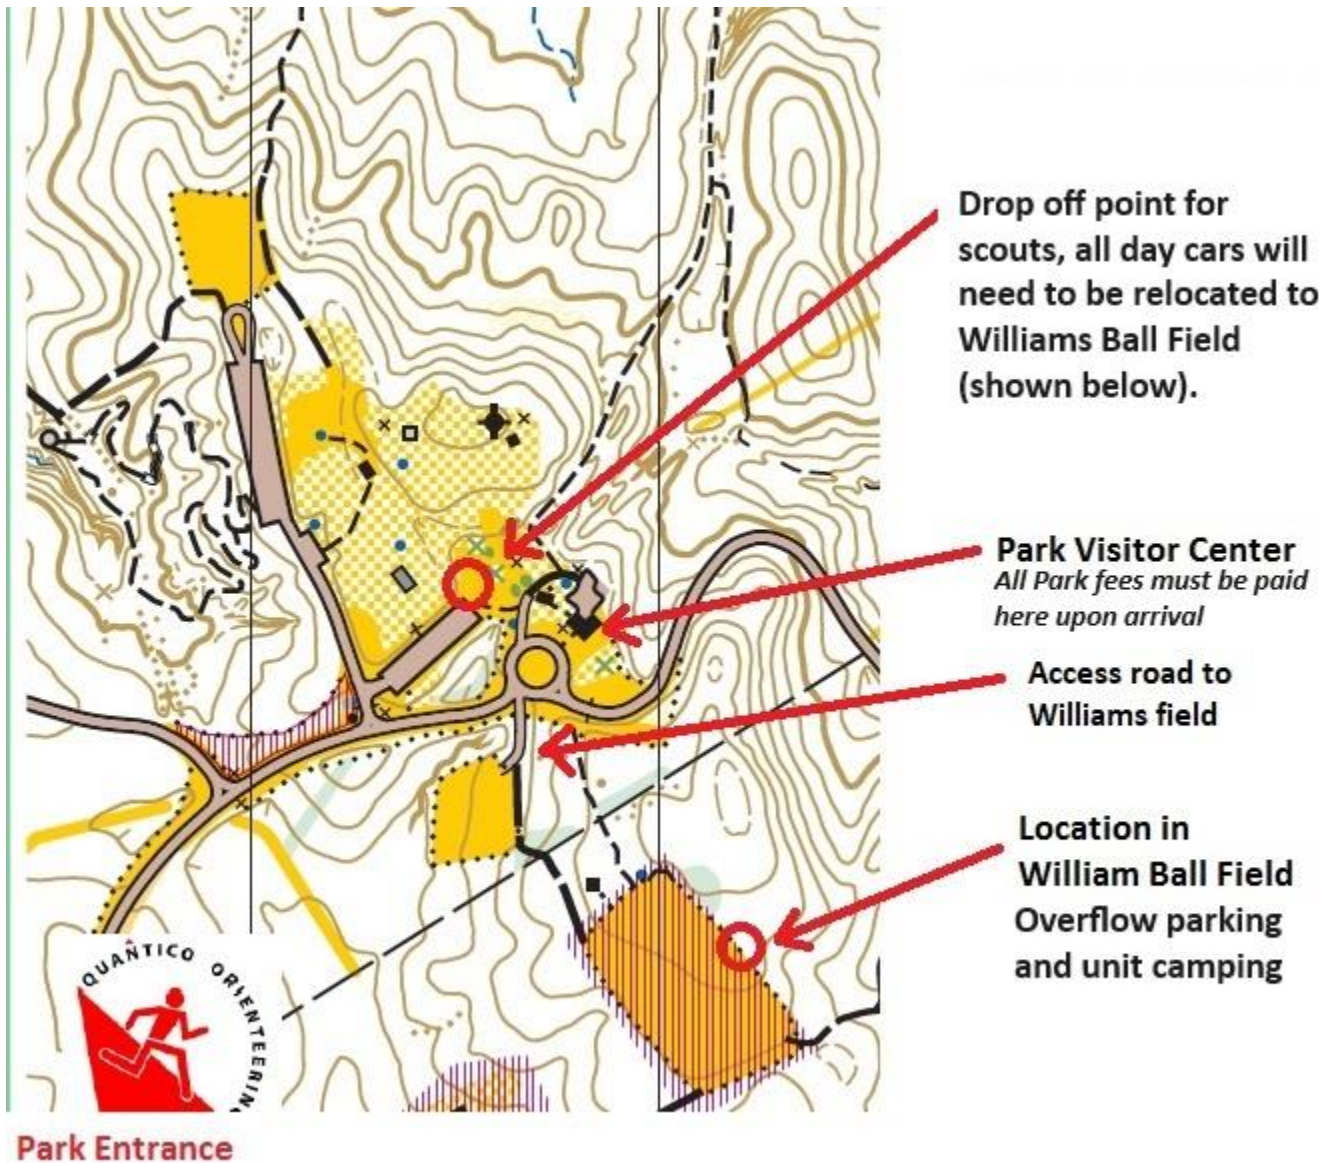 Drop off point for
scouts, all day cars will
need to be relocated to
Williams Ball Field
(shown below).
Park Visitor Center
All Park fees must be paid
here upon arrival
Access road to
Williams field
Location in
William Ball Field
Overflow parking
and unit camping
QUANTICO ORIENTEERING
Park Entrance